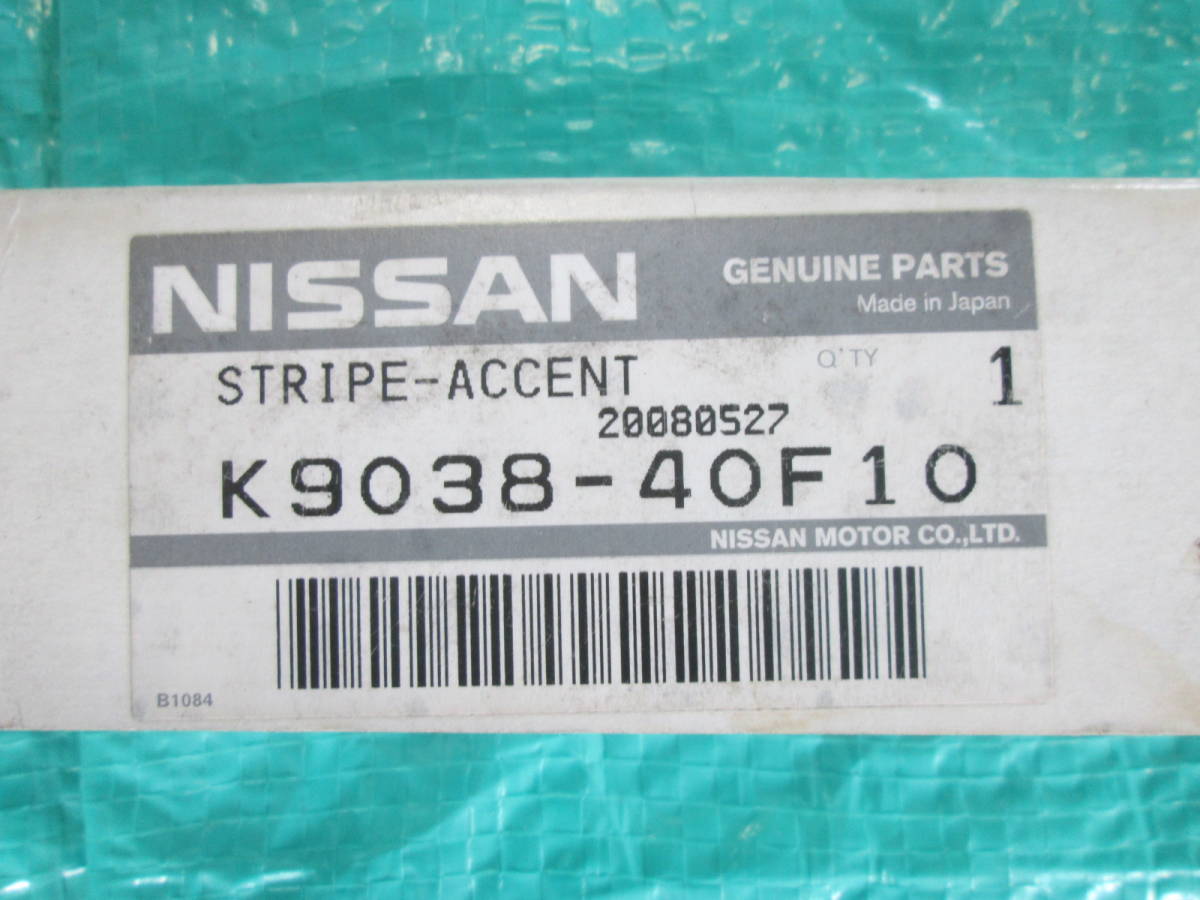 NISSAN
GENUINE PARTS
Made in Japan
STRIPE-ACCENT
Q'TY 1
20080527
K9038-40F10
NISSAN MOTOR CO.,LTD.
B1084